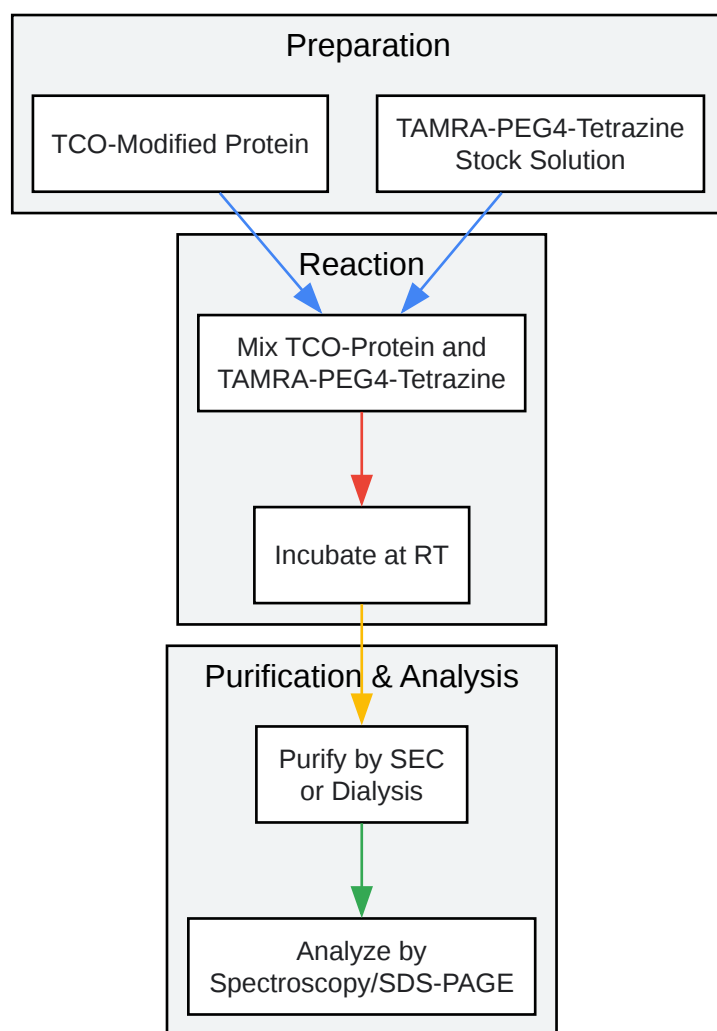 Preparation
TCO-Modified Protein
TAMRA-PEG4-Tetrazine
Stock Solution
Reaction
Mix TCO-Protein and
TAMRA-PEG4-Tetrazine
Incubate at RT
Purification & Analysis
Purify by SEC
or Dialysis
Analyze by
Spectroscopy/SDS-PAGE